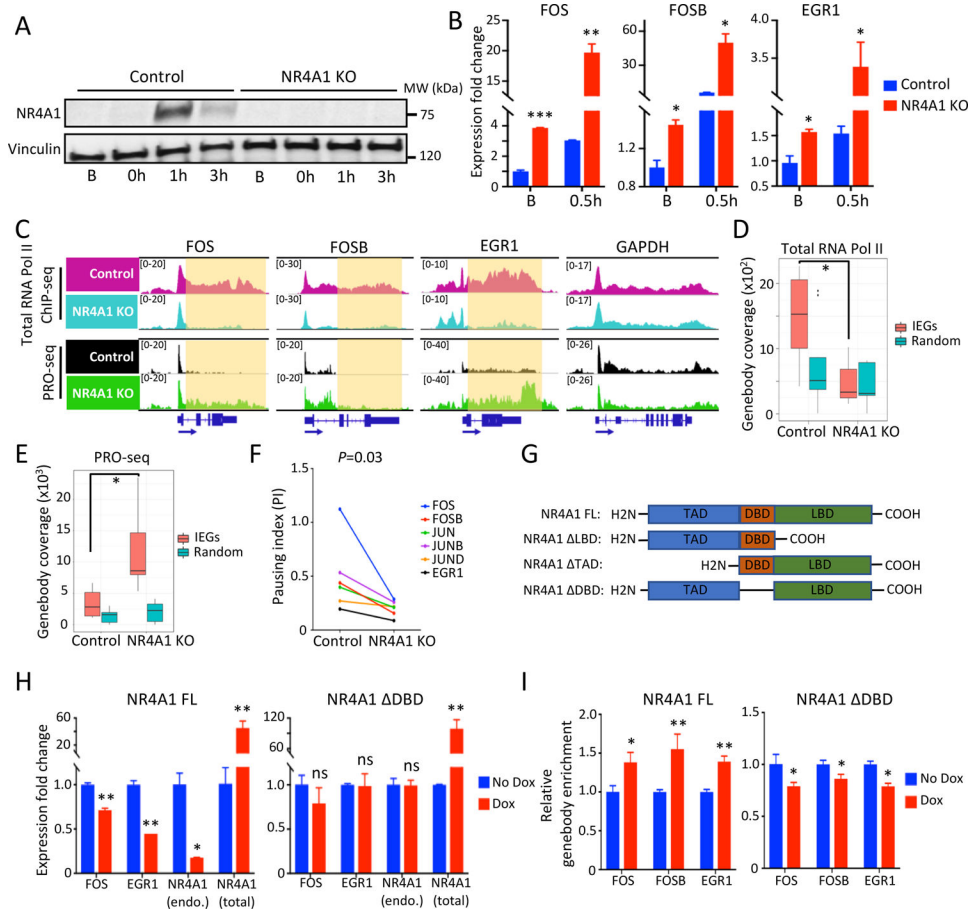 A
Control
NR4A1 KO
MW (kDa)
NR4A1
75
Vinculin
120
B 0h 1h 3h B 0h 1h 3h
B
FOS
FOSB
EGR1
Expression fold change
25
20
15
10
5
4
2
0
60
40
20
1.2
0.8
4
3
2
1.5
1.0
0.5
***
**
*
*
*
*
B 0.5h
B 0.5h
B 0.5h
Control
NR4A1 KO
C
FOS
FOSB
EGR1
GAPDH
Total RNA Pol II
ChIP-seq
Control
[0-20]
[0-30]
[0-10]
[0-17]
NR4A1 KO
[0-20]
[0-30]
[0-10]
[0-17]
PRO-seq
Control
[0-20]
[0-20]
[0-40]
[0-26]
NR4A1 KO
[0-20]
[0-20]
[0-40]
[0-26]
D
Total RNA Pol II
Genebody coverage (x10²)
20
10
0
*
Control NR4A1 KO
IEGs
Random
E
PRO-seq
Genebody coverage (x10³)
20
15
10
5
0
*
Control NR4A1 KO
IEGs
Random
F
P=0.03
Pausing index (PI)
1.5
1.0
0.5
0.0
Control NR4A1 KO
FOS
FOSB
JUN
JUNB
JUND
EGR1
G
NR4A1 FL: H2N TAD DBD LBD COOH
NR4A1 ΔLBD: H2N TAD DBD COOH
NR4A1 ΔTAD: H2N DBD LBD COOH
NR4A1 ΔDBD: H2N TAD LBD COOH
H
NR4A1 FL
NR4A1 ΔDBD
Expression fold change
60
40
20
1.0
0.5
0
**
**
*
**
FOS EGR1 NR4A1 (endo.) NR4A1 (total)
120
90
60
30
1.0
0.5
0
ns
ns
ns
**
FOS EGR1 NR4A1 (endo.) NR4A1 (total)
No Dox
Dox
I
NR4A1 FL
NR4A1 ΔDBD
Relative
genebody enrichment
2.0
1.5
1.0
0.5
0
*
**
**
FOS FOSB EGR1
1.5
1.0
0.5
0
*
*
*
FOS FOSB EGR1
No Dox
Dox